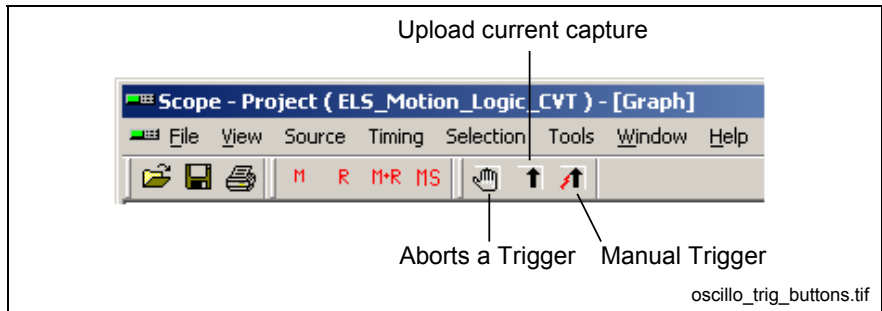 Upload current capture
Scope - Project ( ELS_Motion_Logic_CVT ) - [Graph]
File View Source Timing Selection Tools Window Help
M R M+R MS
Aborts a Trigger Manual Trigger
oscillo_trig_buttons.tif